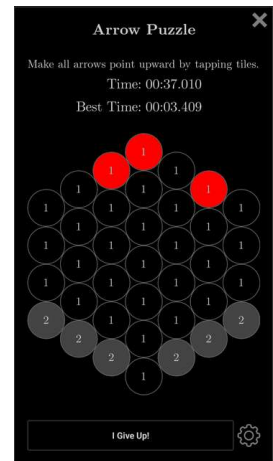 Arrow Puzzle
Make all arrows point upward by tapping tiles.
Time: 00:37.010
Best Time: 00:03.409
1
1 1
1 1 1
1 1 1 1
1 1 1
1 1 1 1
1 1 1
1 1 1 1
1 1 1
2 1 1 2
2 1 2
2 2
1
I Give Up!